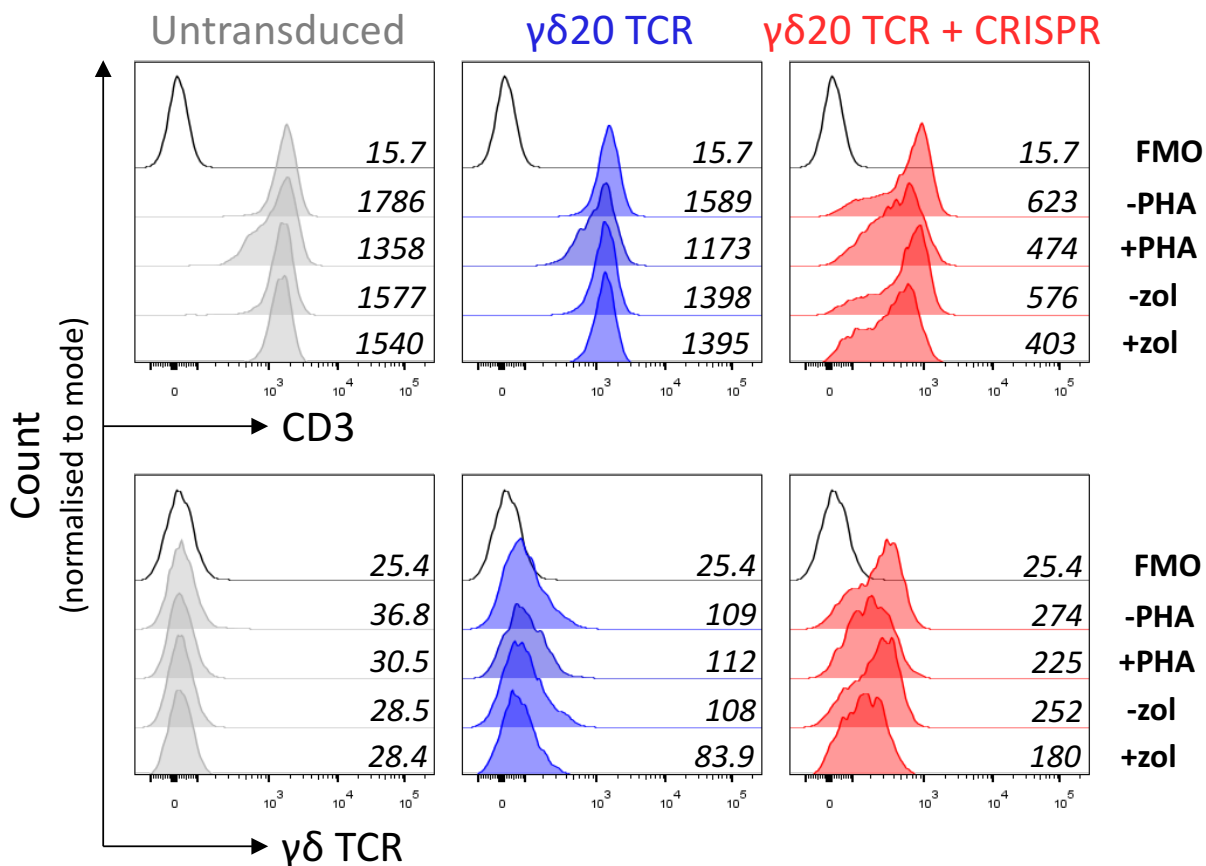 Untransduced γδ20 TCR γδ20 TCR + CRISPR
15.7 15.7 15.7 FMO
1786 1589 623 -PHA
1358 1173 474 +PHA
1577 1398 576 -zol
1540 1395 403 +zol
0 10³ 10⁴ 10⁵ 0 10³ 10⁴ 10⁵ 0 10³ 10⁴ 10⁵
CD3
Count
(normalised to mode)
25.4 25.4 25.4 FMO
36.8 109 274 -PHA
30.5 112 225 +PHA
28.5 108 252 -zol
28.4 83.9 180 +zol
0 10³ 10⁴ 10⁵ 0 10³ 10⁴ 10⁵ 0 10³ 10⁴ 10⁵
γδ TCR